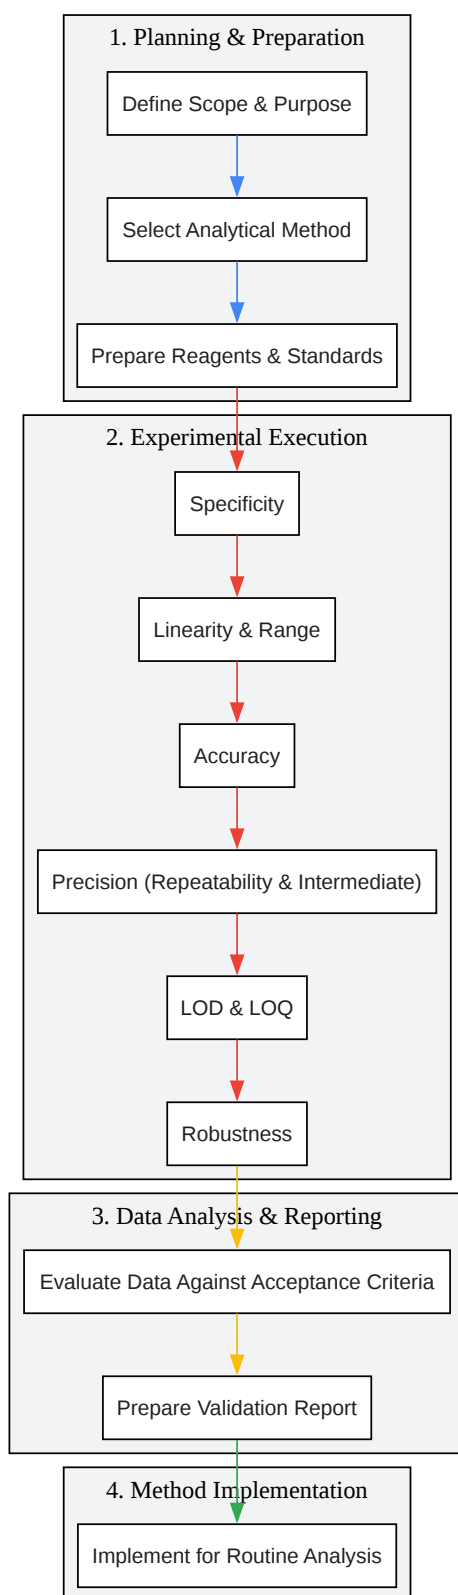 1. Planning & Preparation
Define Scope & Purpose
Select Analytical Method
Prepare Reagents & Standards
2. Experimental Execution
Specificity
Linearity & Range
Accuracy
Precision (Repeatability & Intermediate)
LOD & LOQ
Robustness
3. Data Analysis & Reporting
Evaluate Data Against Acceptance Criteria
Prepare Validation Report
4. Method Implementation
Implement for Routine Analysis